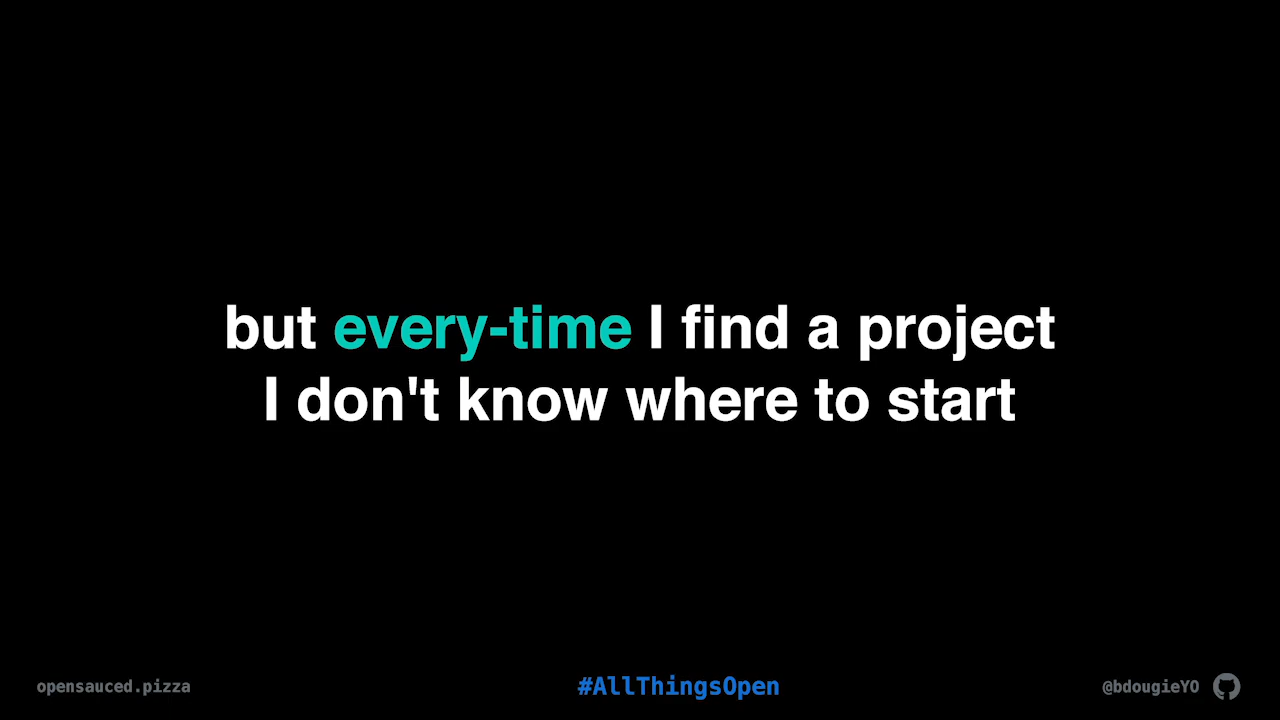 but every-time I find a project
I don't know where to start
opensauced.pizza
#AllThingsOpen
@bdougieYO